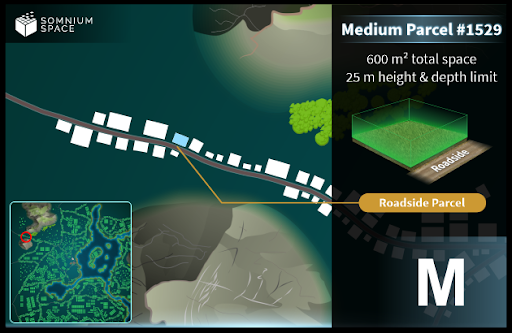 SOMNIUM
SPACE
Medium Parcel #1529
600 m² total space
25 m height & depth limit
Roadside
Roadside Parcel
M